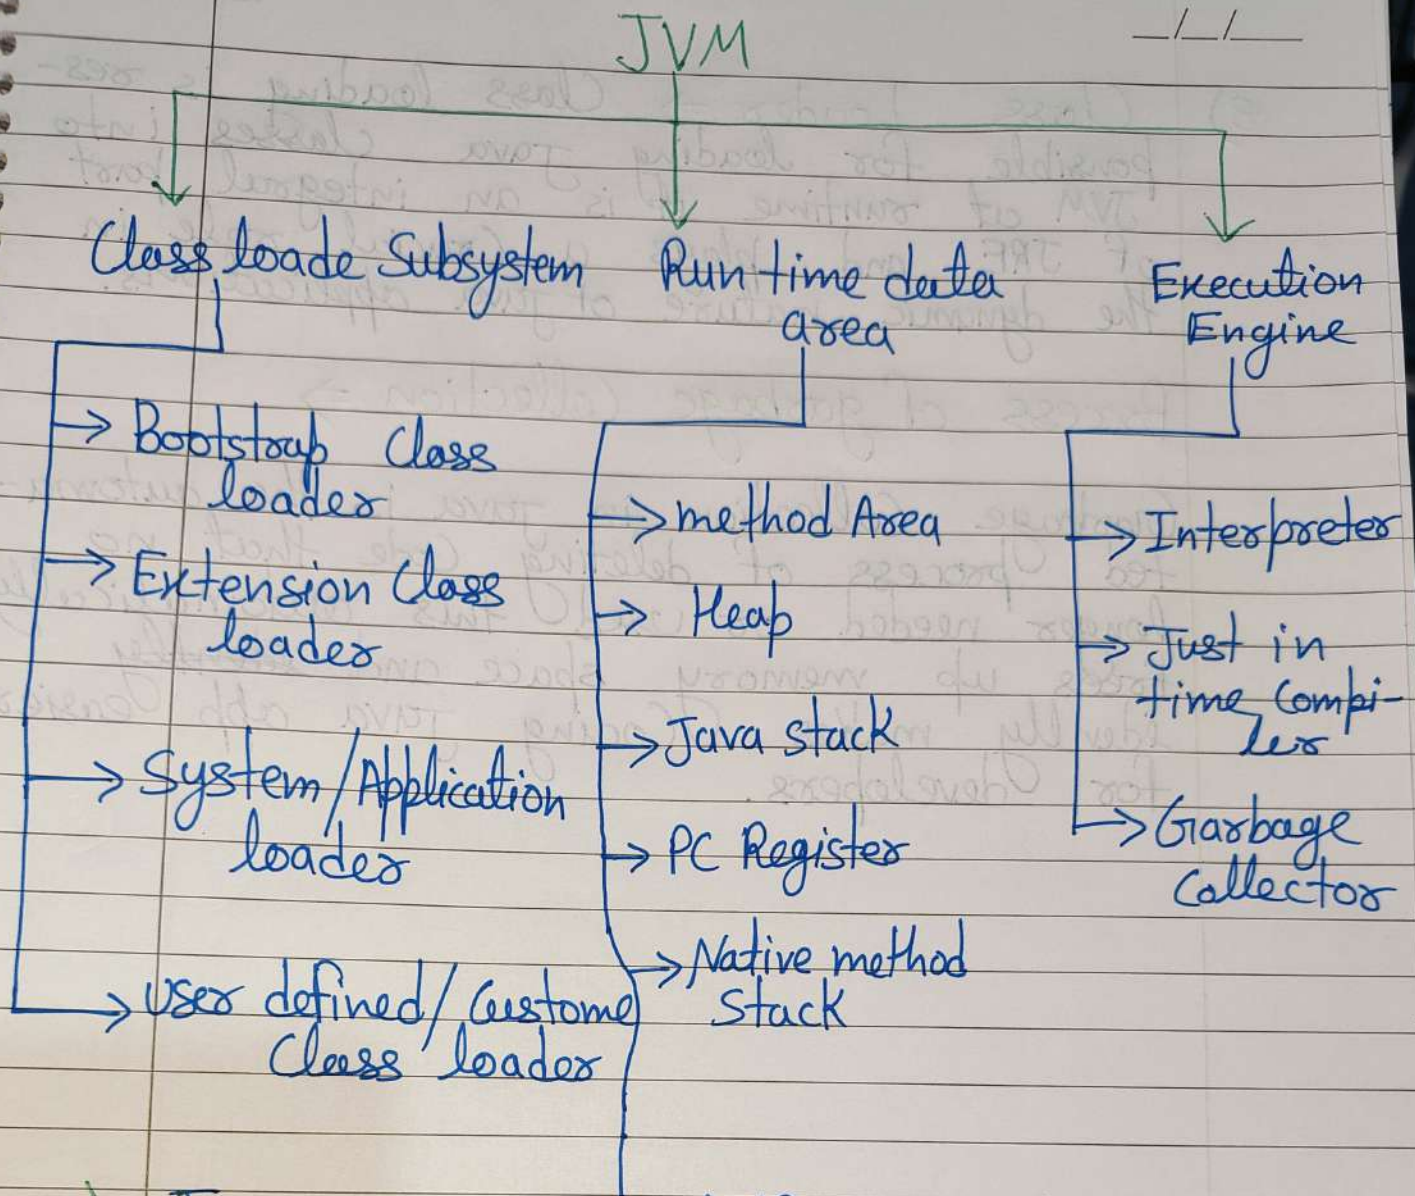 _/_/__
JVM
Class loade Subsystem
Run time data
area
Execution
Engine
Bootstrap Class
loader
Extension Class
loader
System/Application
loader
User defined/Custome
Class loader
method Area
Heap
Java stack
PC Register
Native method
Stack
Interpreter
Just in
time Compi-
ler
Garbage
Collector